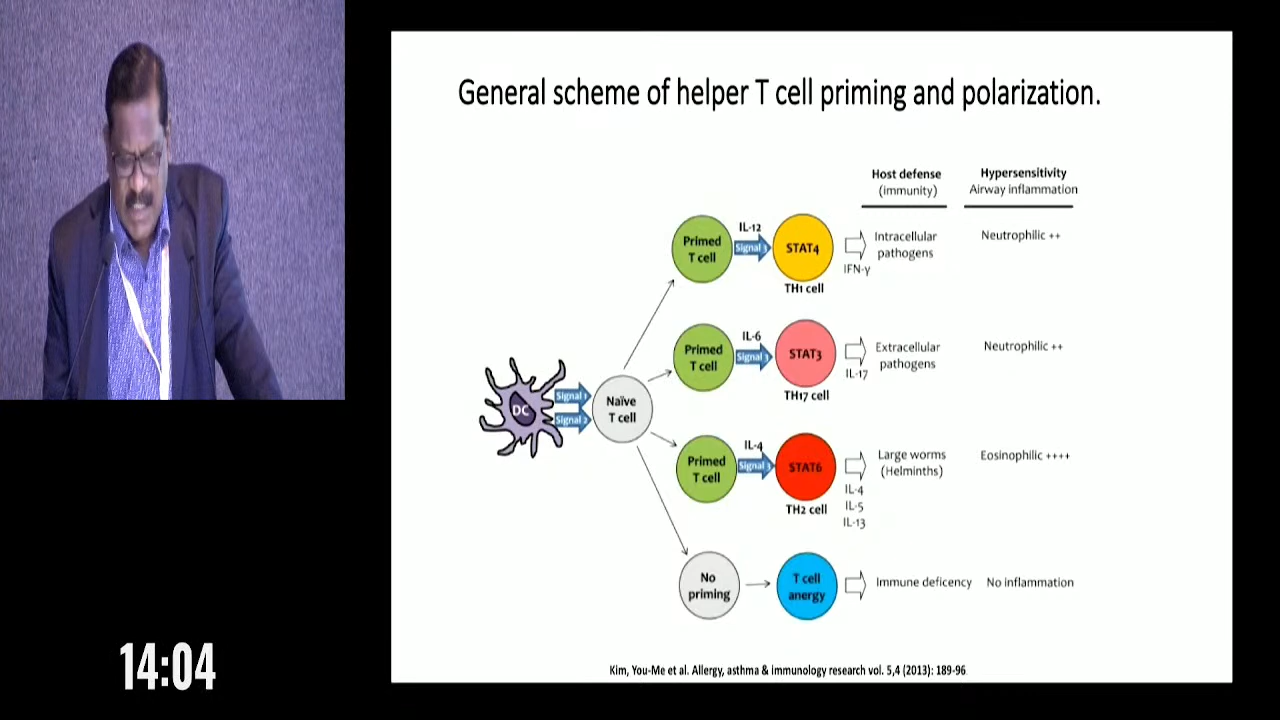 General scheme of helper T cell priming and polarization.
Host defense
(immunity)
Hypersensitivity
Airway inflammation
Primed
T cell
IL-12
Signal 3
STAT4
TH1 cell
IFN-γ
Intracellular
pathogens
Neutrophilic ++
Primed
T cell
IL-6
Signal 3
STAT3
TH17 cell
IL-17
Extracellular
pathogens
Neutrophilic ++
DC
Signal 1
Signal 2
Naïve
T cell
Primed
T cell
IL-4
Signal 3
STAT6
TH2 cell
IL-4
IL-5
IL-13
Large worms
(Helminths)
Eosinophilic ++++
No
priming
T cell
anergy
Immune deficency
No inflammation
Kim, You-Me et al. Allergy, asthma & immunology research vol. 5,4 (2013): 189-96.
14:04